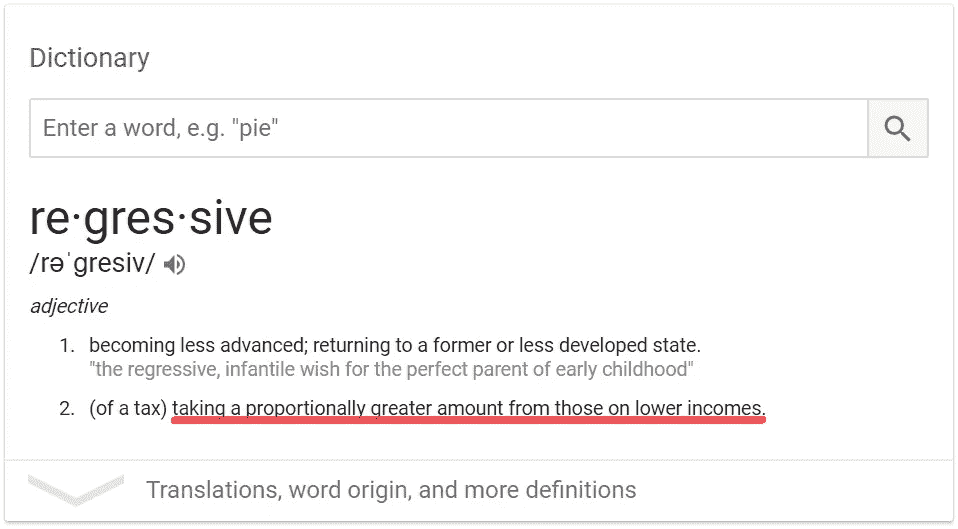 Dictionary
Enter a word, e.g. "pie"
re·gres·sive
/rəˈɡresiv/
adjective
1. becoming less advanced; returning to a former or less developed state.
"the regressive, infantile wish for the perfect parent of early childhood"
2. (of a tax) taking a proportionally greater amount from those on lower incomes.
Translations, word origin, and more definitions